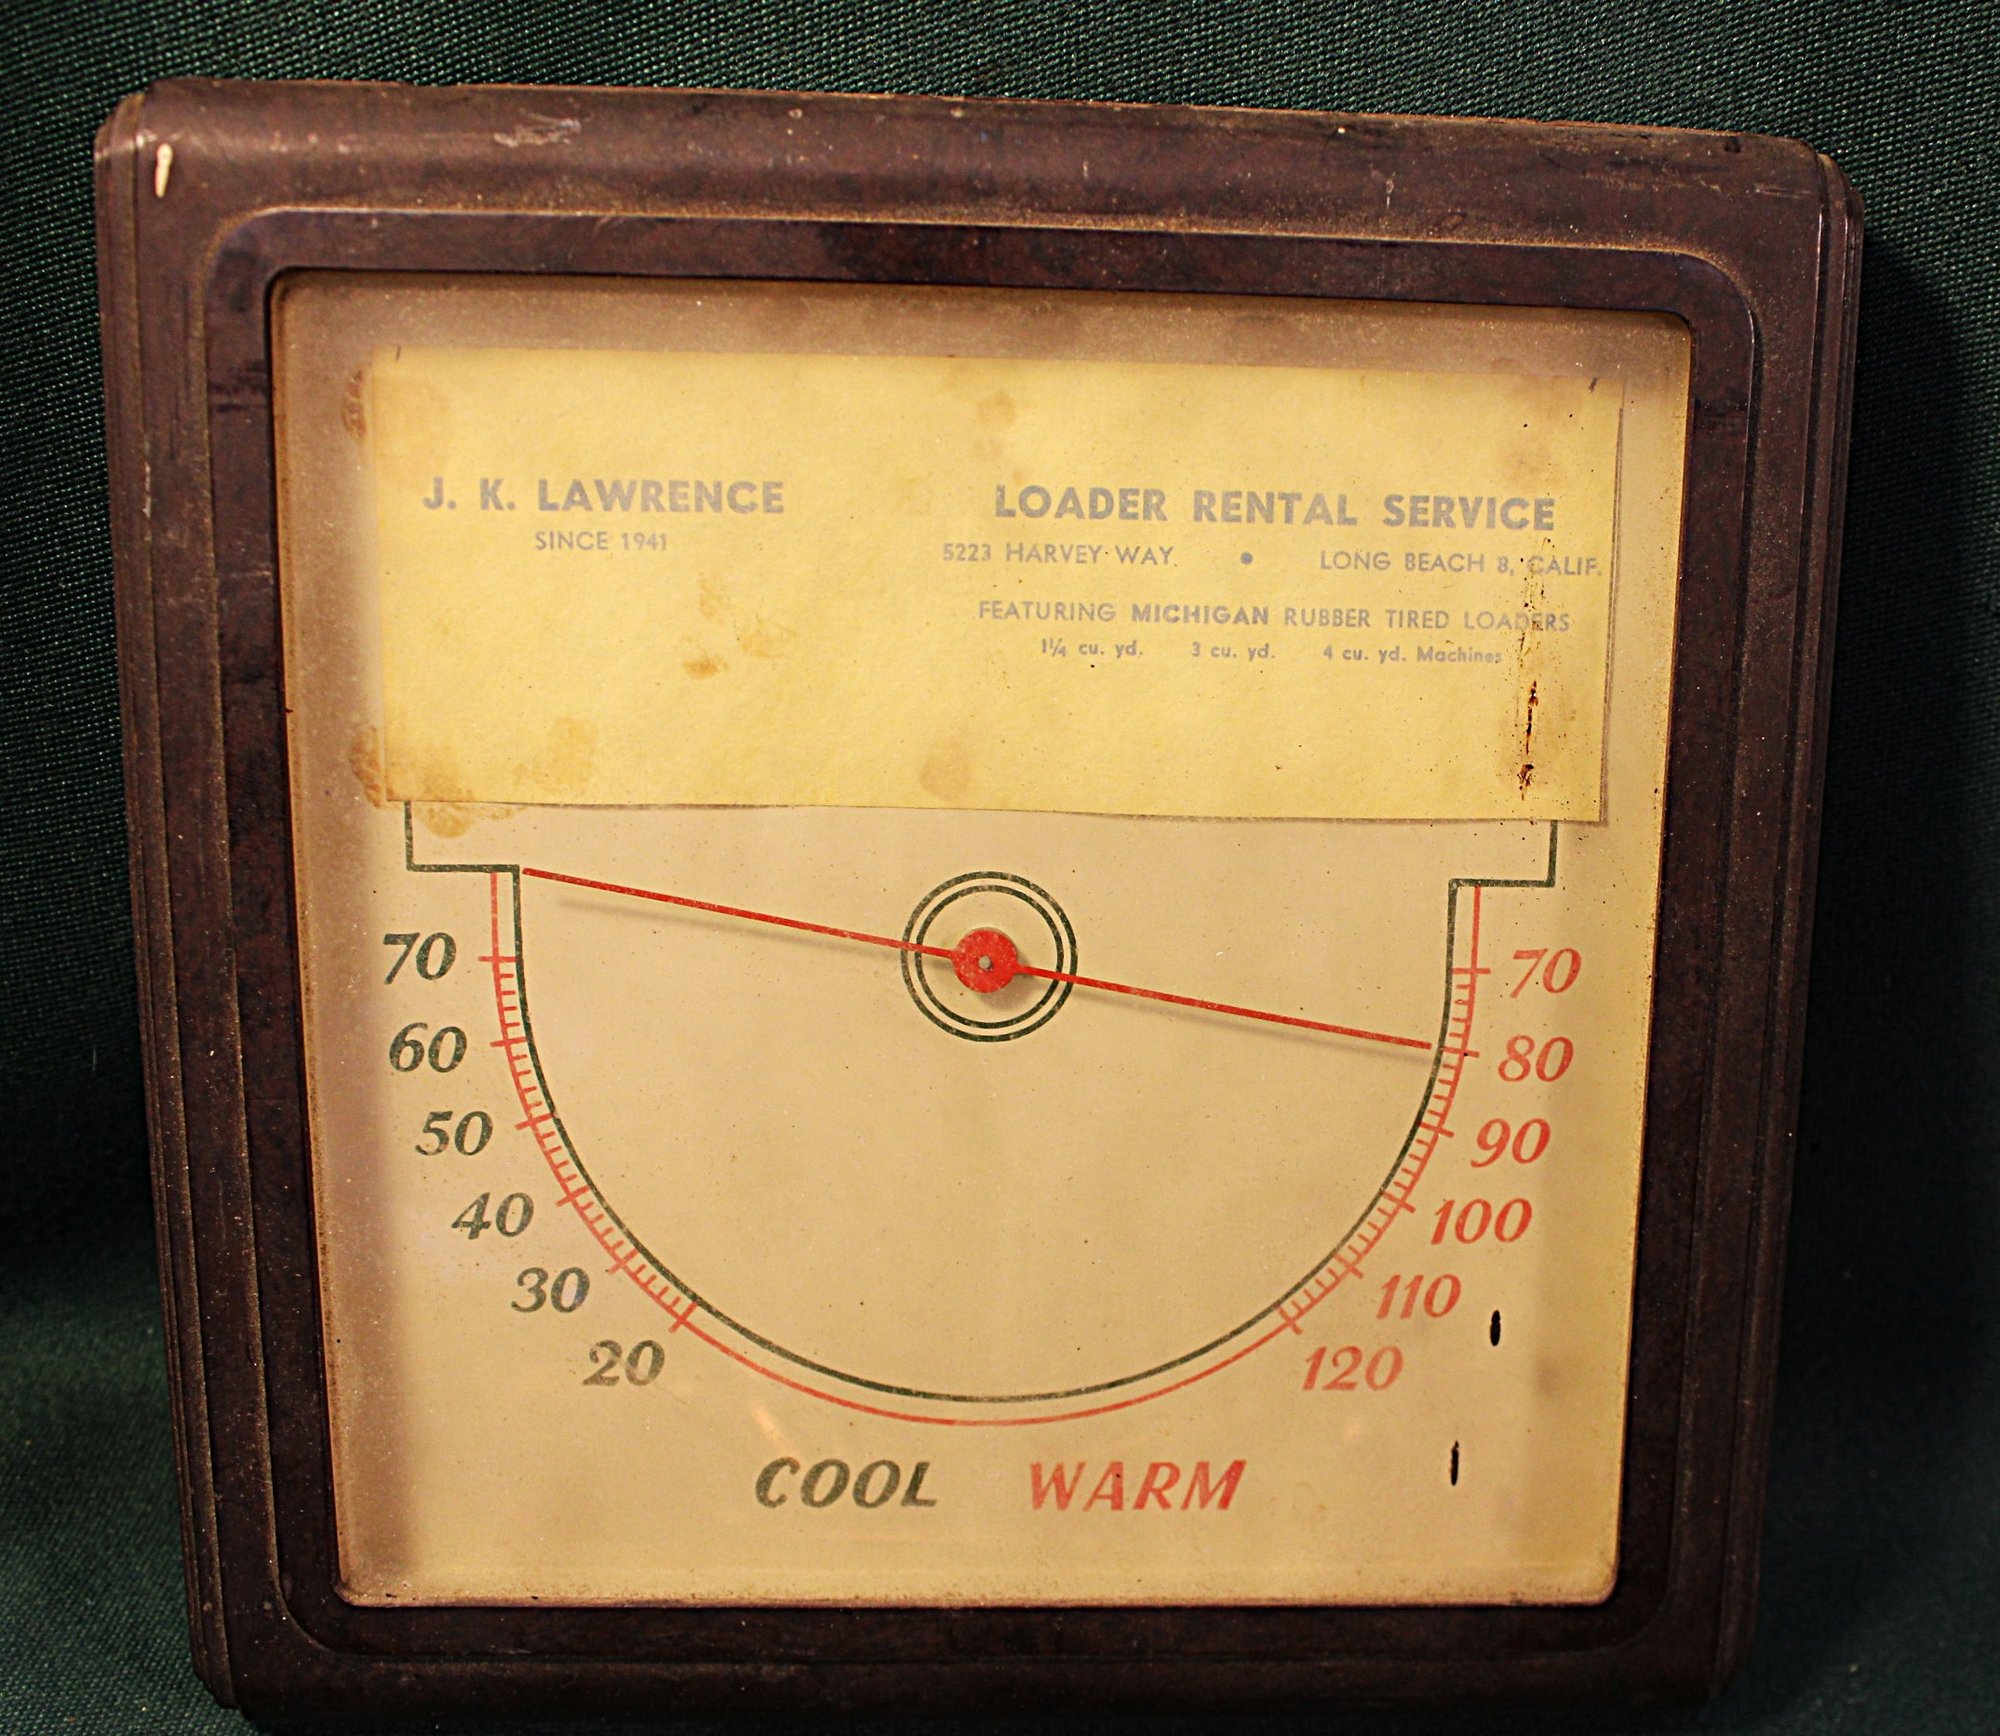 J. K. LAWRENCE
SINCE 1941
LOADER RENTAL SERVICE
5223 HARVEY WAY • LONG BEACH 8, CALIF.
FEATURING MICHIGAN RUBBER TIRED LOADERS
1¼ cu. yd. 3 cu. yd. 4 cu. yd. Machines
70 70
60 80
50 90
40 100
30 110
20 120
COOL WARM